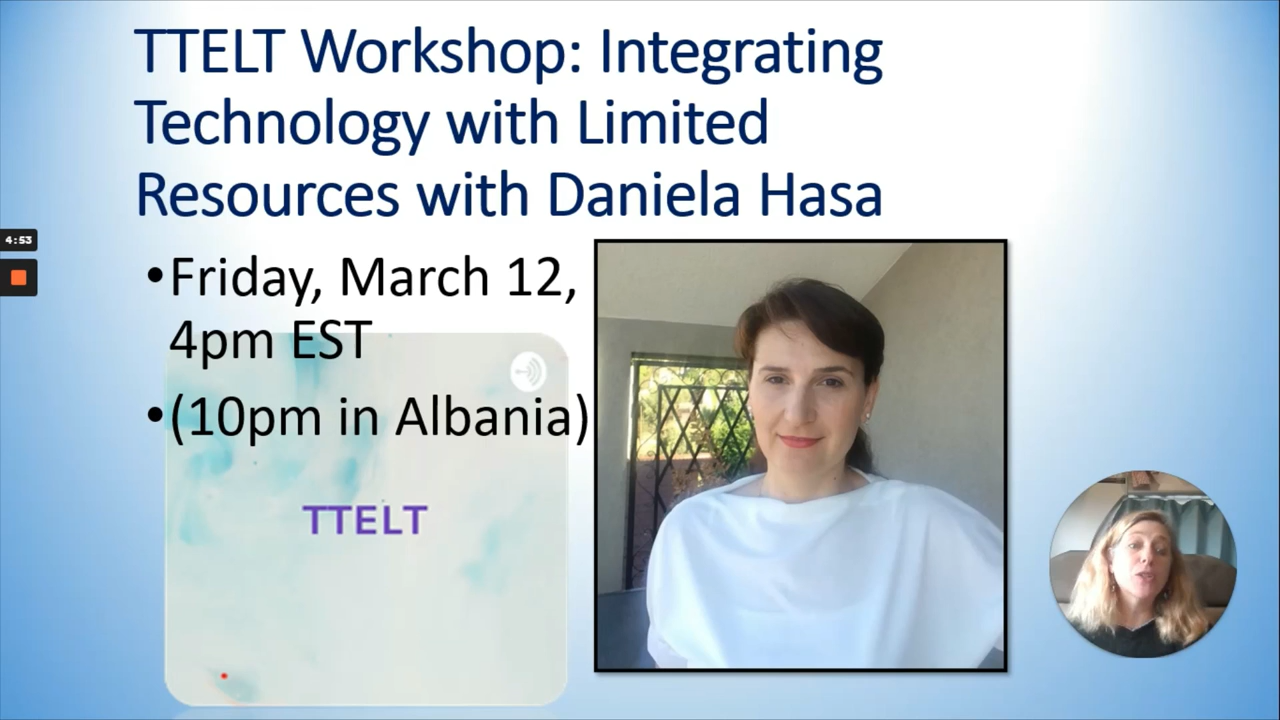 TTELT Workshop: Integrating
Technology with Limited
Resources with Daniela Hasa
4:53
•Friday, March 12,
4pm EST
•(10pm in Albania)
TTELT